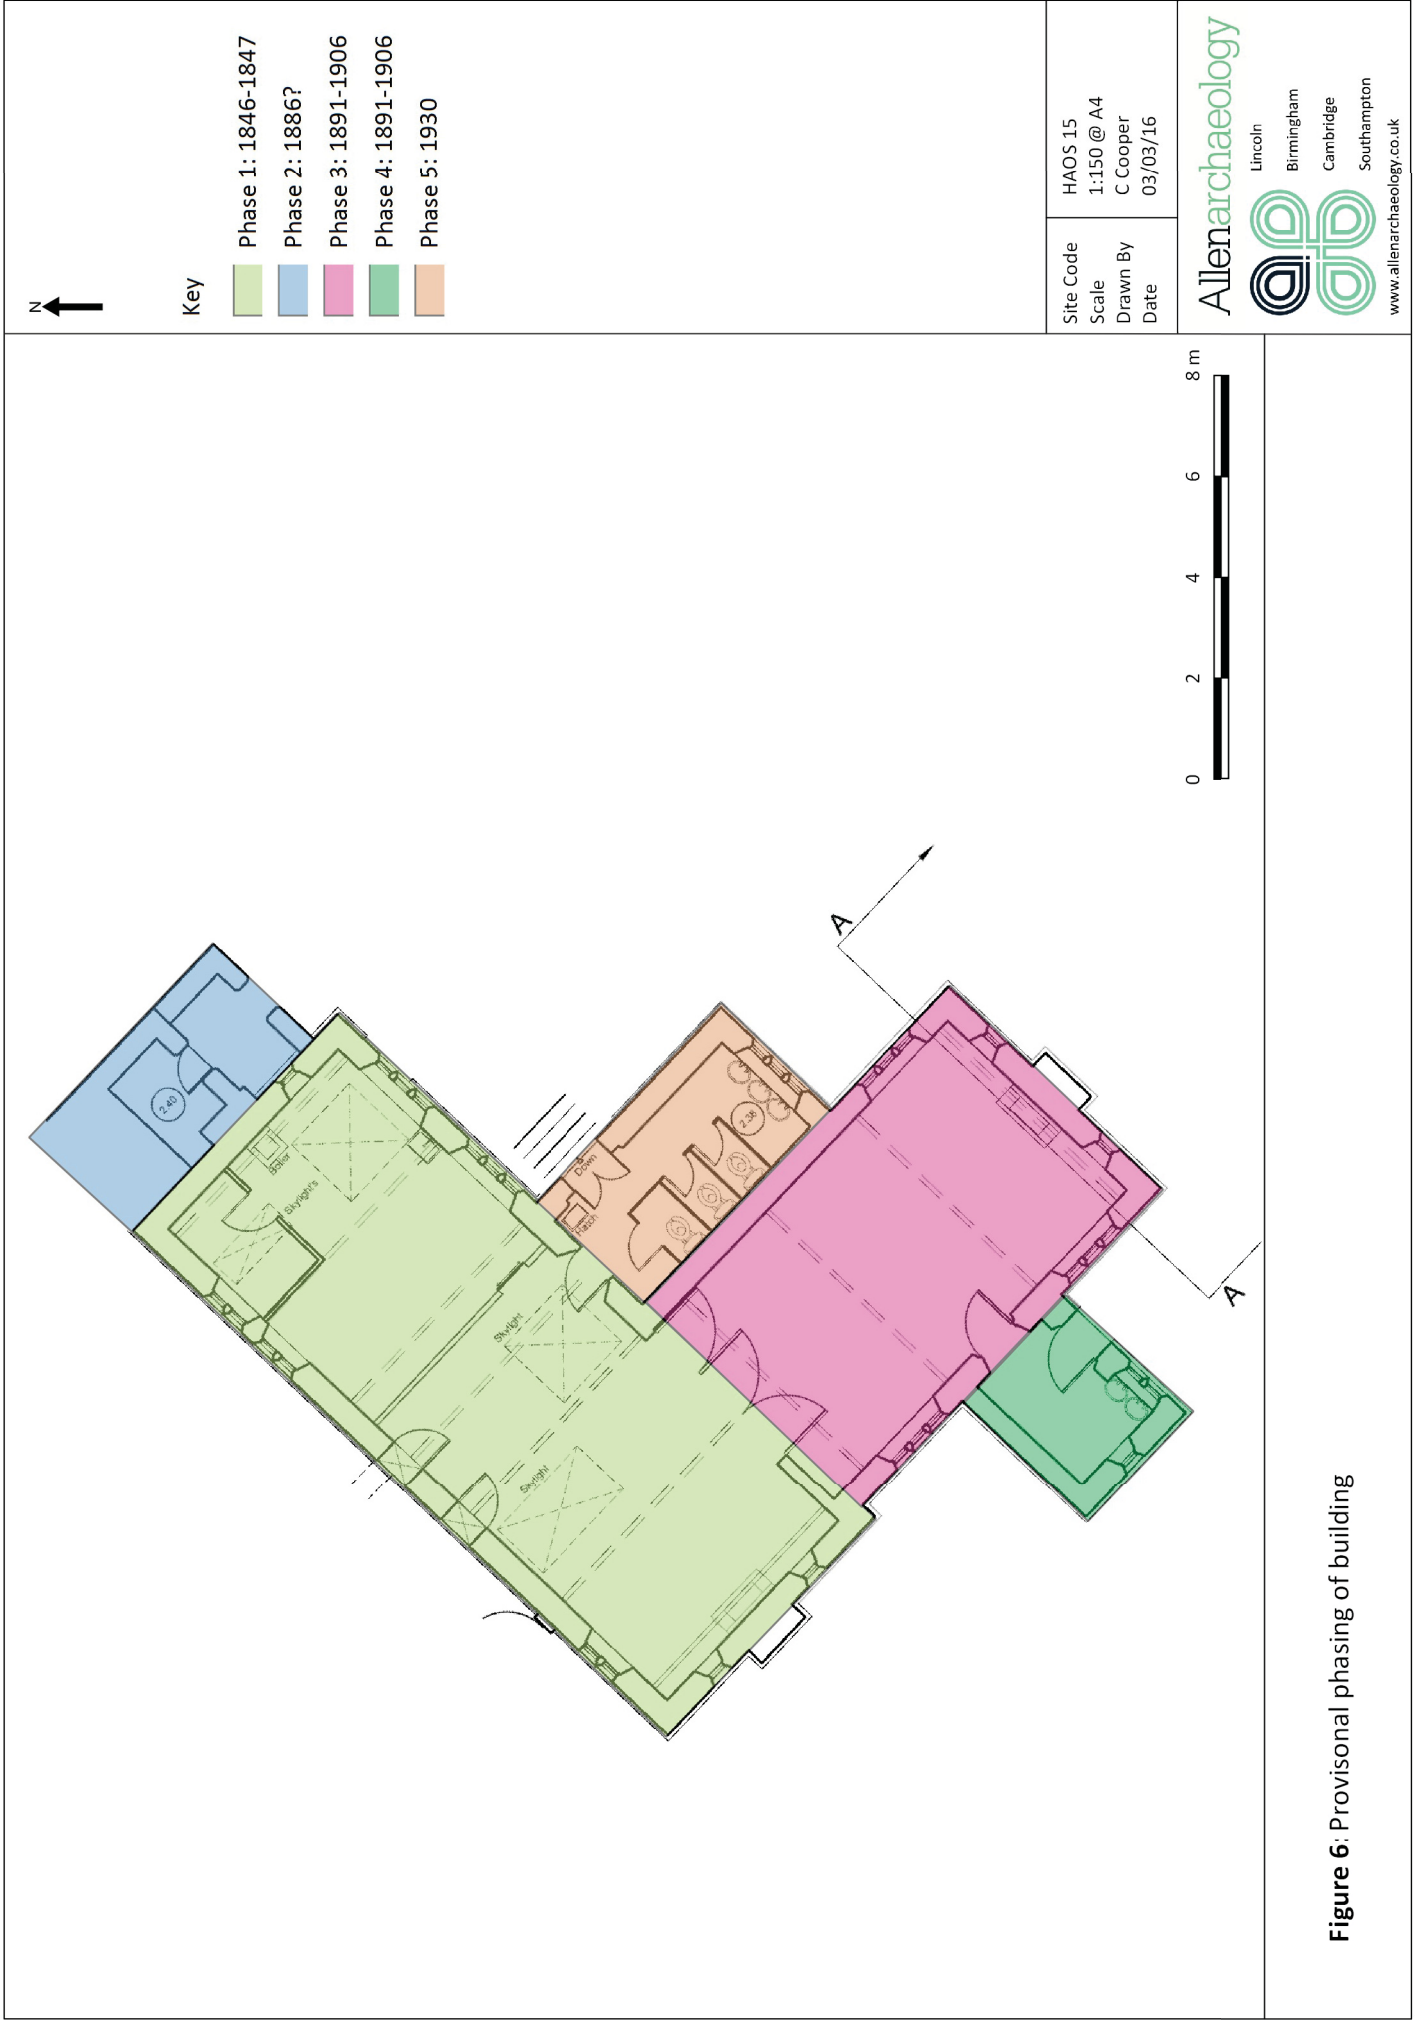 N
Key
Phase 1: 1846-1847
Phase 2: 1886?
Phase 3: 1891-1906
Phase 4: 1891-1906
Phase 5: 1930
2.40
Boiler
Skylight's
Skylight
Skylight
Down
Hatch
2.38
A
A
0 2 4 6 8 m
Site Code HAOS 15
Scale 1:150 @ A4
Drawn By C Cooper
Date 03/03/16
Allenarchaeology
Lincoln
Birmingham
Cambridge
Southampton
www.allenarchaeology.co.uk
Figure 6: Provisonal phasing of building